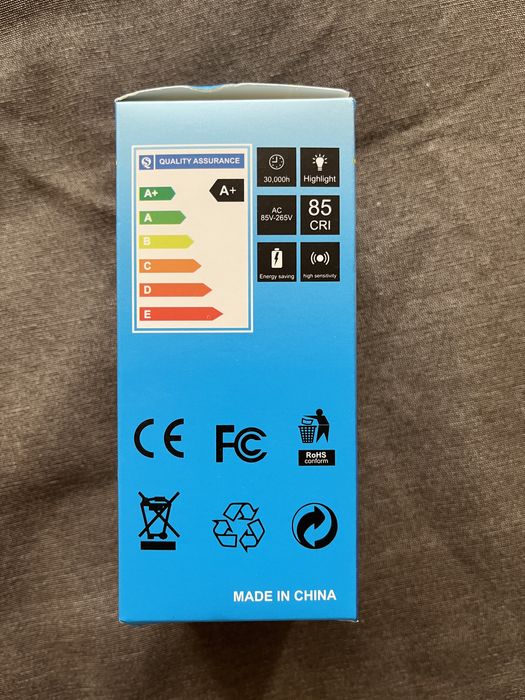 QS QUALITY ASSURANCE
A+
A+
A
B
C
D
E
30,000h
Highlight
AC
85V-265V
85
CRI
Energy saving
high sensitivity
CE
FC
RoHS
conform
MADE IN CHINA